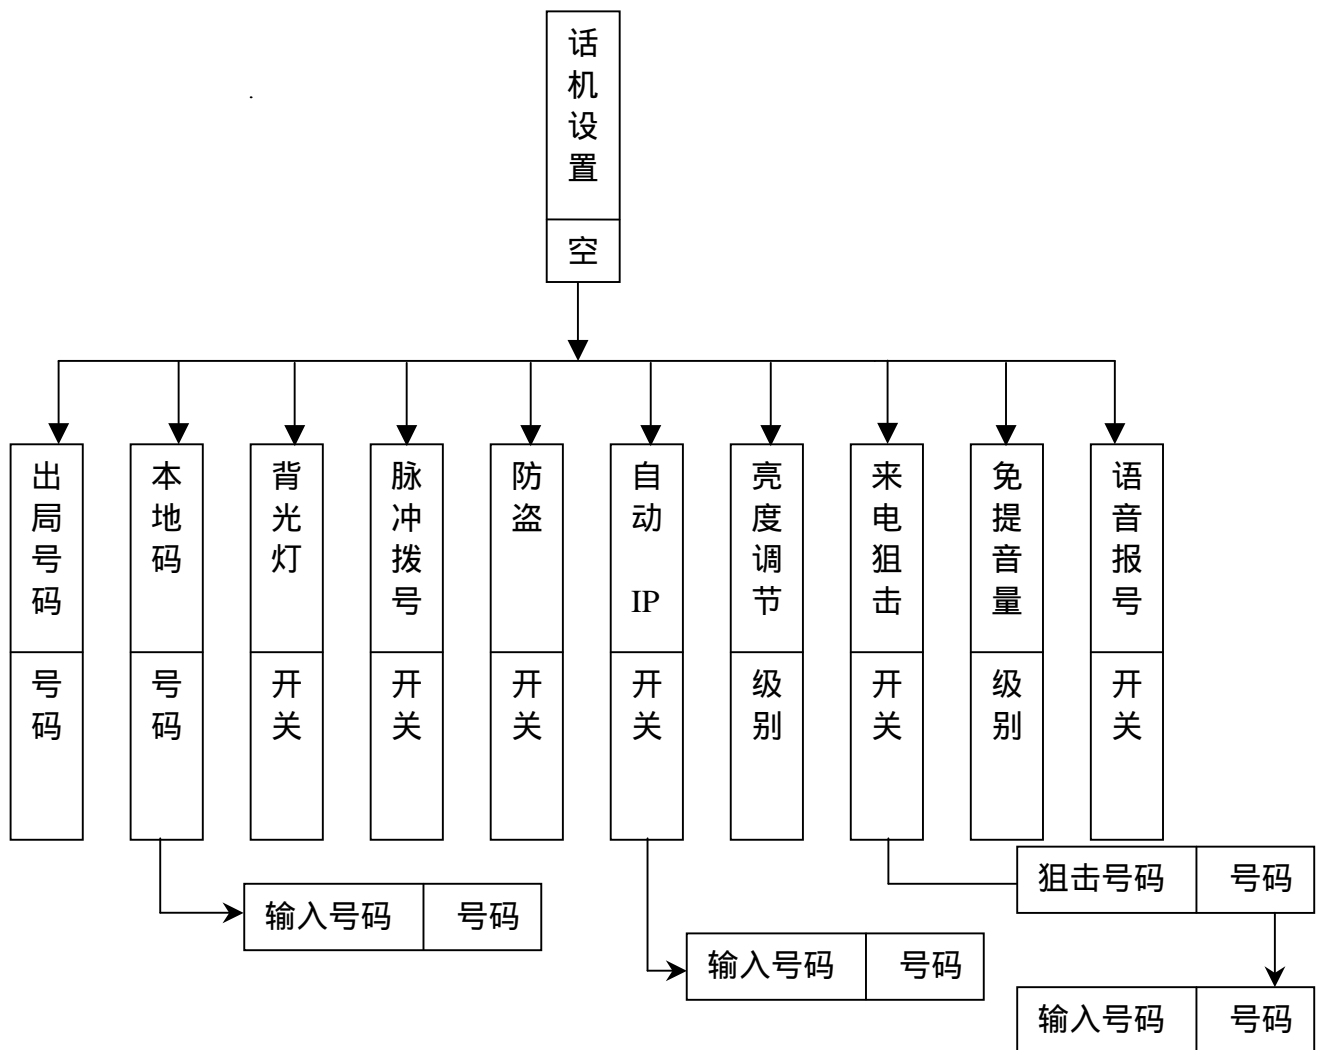 话机设置
空
出局号码
号码
本地码
号码
背光灯
开关
脉冲拨号
开关
防盗
开关
自动 IP
开关
亮度调节
级别
来电狙击
开关
免提音量
级别
语音报号
开关
狙击号码 号码
输入号码 号码
输入号码 号码
输入号码 号码